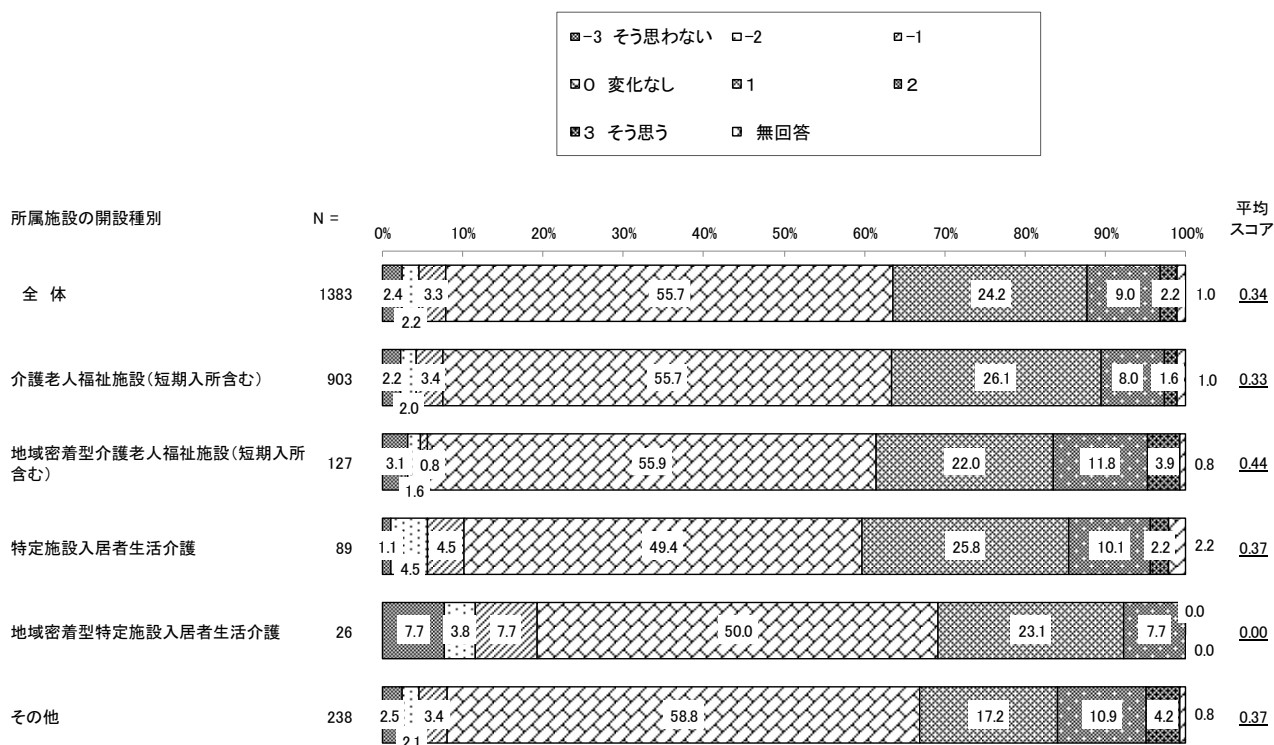 -3 そう思わない -2 -1
0 変化なし 1 2
3 そう思う 無回答
所属施設の開設種別 N = 0% 10% 20% 30% 40% 50% 60% 70% 80% 90% 100% 平均
スコア
全 体 1383 2.4 2.2 3.3 55.7 24.2 9.0 2.2 1.0 0.34
介護老人福祉施設(短期入所含む) 903 2.2 2.0 3.4 55.7 26.1 8.0 1.6 1.0 0.33
地域密着型介護老人福祉施設(短期入所
含む) 127 3.1 1.6 0.8 55.9 22.0 11.8 3.9 0.8 0.44
特定施設入居者生活介護 89 1.1 4.5 4.5 49.4 25.8 10.1 2.2 2.2 0.37
地域密着型特定施設入居者生活介護 26 7.7 3.8 7.7 50.0 23.1 7.7 0.0 0.0 0.00
その他 238 2.5 2.1 3.4 58.8 17.2 10.9 4.2 0.8 0.37